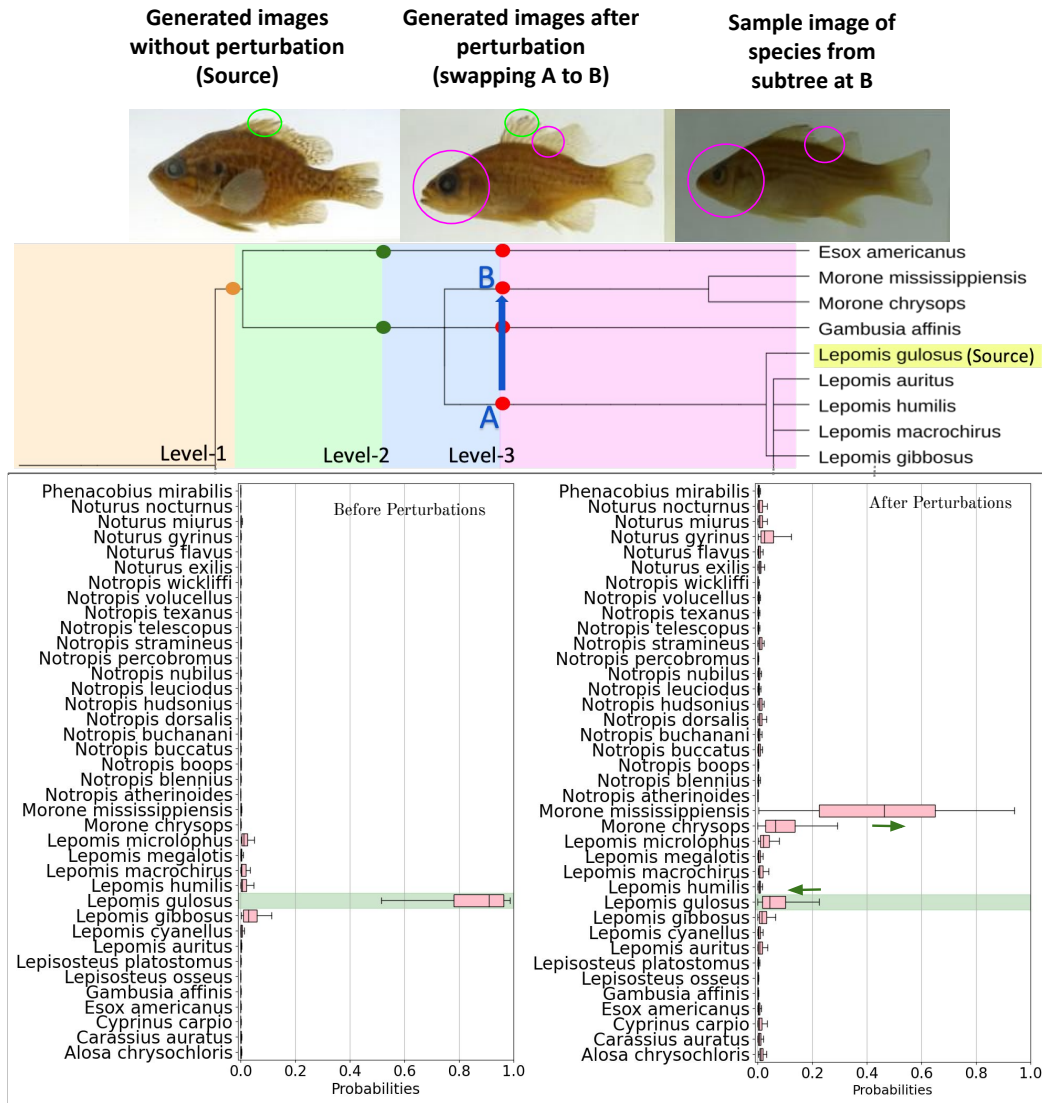 Generated images
without perturbation
(Source)
Generated images after
perturbation
(swapping A to B)
Sample image of
species from
subtree at B
Esox americanus
B
Morone mississippiensis
Morone chrysops
Gambusia affinis
Lepomis gulosus (Source)
Lepomis auritus
A
Lepomis humilis
Lepomis macrochirus
Level-1
Level-2
Level-3
Lepomis gibbosus
Before Perturbations
Phenacobius mirabilis
Noturus nocturnus
Noturus miurus
Noturus gyrinus
Noturus flavus
Noturus exilis
Notropis wickliffi
Notropis volucellus
Notropis texanus
Notropis telescopus
Notropis stramineus
Notropis percobromus
Notropis nubilus
Notropis leuciodus
Notropis hudsonius
Notropis dorsalis
Notropis buchanani
Notropis buccatus
Notropis boops
Notropis blennius
Notropis atherinoides
Morone mississippiensis
Morone chrysops
Lepomis microlophus
Lepomis megalotis
Lepomis macrochirus
Lepomis humilis
Lepomis gulosus
Lepomis gibbosus
Lepomis cyanellus
Lepomis auritus
Lepisosteus platostomus
Lepisosteus osseus
Gambusia affinis
Esox americanus
Cyprinus carpio
Carassius auratus
Alosa chrysochloris
0.0 0.2 0.4 0.6 0.8 1.0
Probabilities
After Perturbations
Phenacobius mirabilis
Noturus nocturnus
Noturus miurus
Noturus gyrinus
Noturus flavus
Noturus exilis
Notropis wickliffi
Notropis volucellus
Notropis texanus
Notropis telescopus
Notropis stramineus
Notropis percobromus
Notropis nubilus
Notropis leuciodus
Notropis hudsonius
Notropis dorsalis
Notropis buchanani
Notropis buccatus
Notropis boops
Notropis blennius
Notropis atherinoides
Morone mississippiensis
Morone chrysops
Lepomis microlophus
Lepomis megalotis
Lepomis macrochirus
Lepomis humilis
Lepomis gulosus
Lepomis gibbosus
Lepomis cyanellus
Lepomis auritus
Lepisosteus platostomus
Lepisosteus osseus
Gambusia affinis
Esox americanus
Cyprinus carpio
Carassius auratus
Alosa chrysochloris
0.0 0.2 0.4 0.6 0.8 1.0
Probabilities